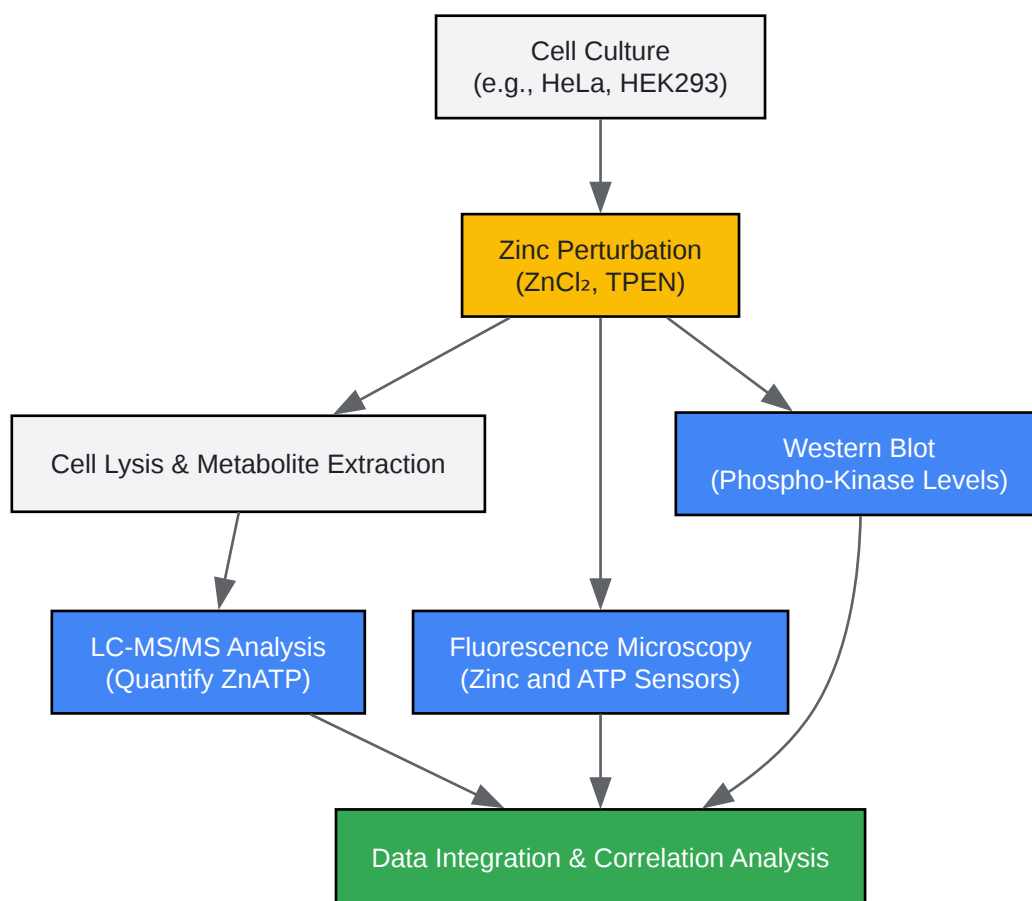 Cell Culture
(e.g., HeLa, HEK293)
Zinc Perturbation
(ZnCl₂, TPEN)
Cell Lysis & Metabolite Extraction
Western Blot
(Phospho-Kinase Levels)
LC-MS/MS Analysis
(Quantify ZnATP)
Fluorescence Microscopy
(Zinc and ATP Sensors)
Data Integration & Correlation Analysis